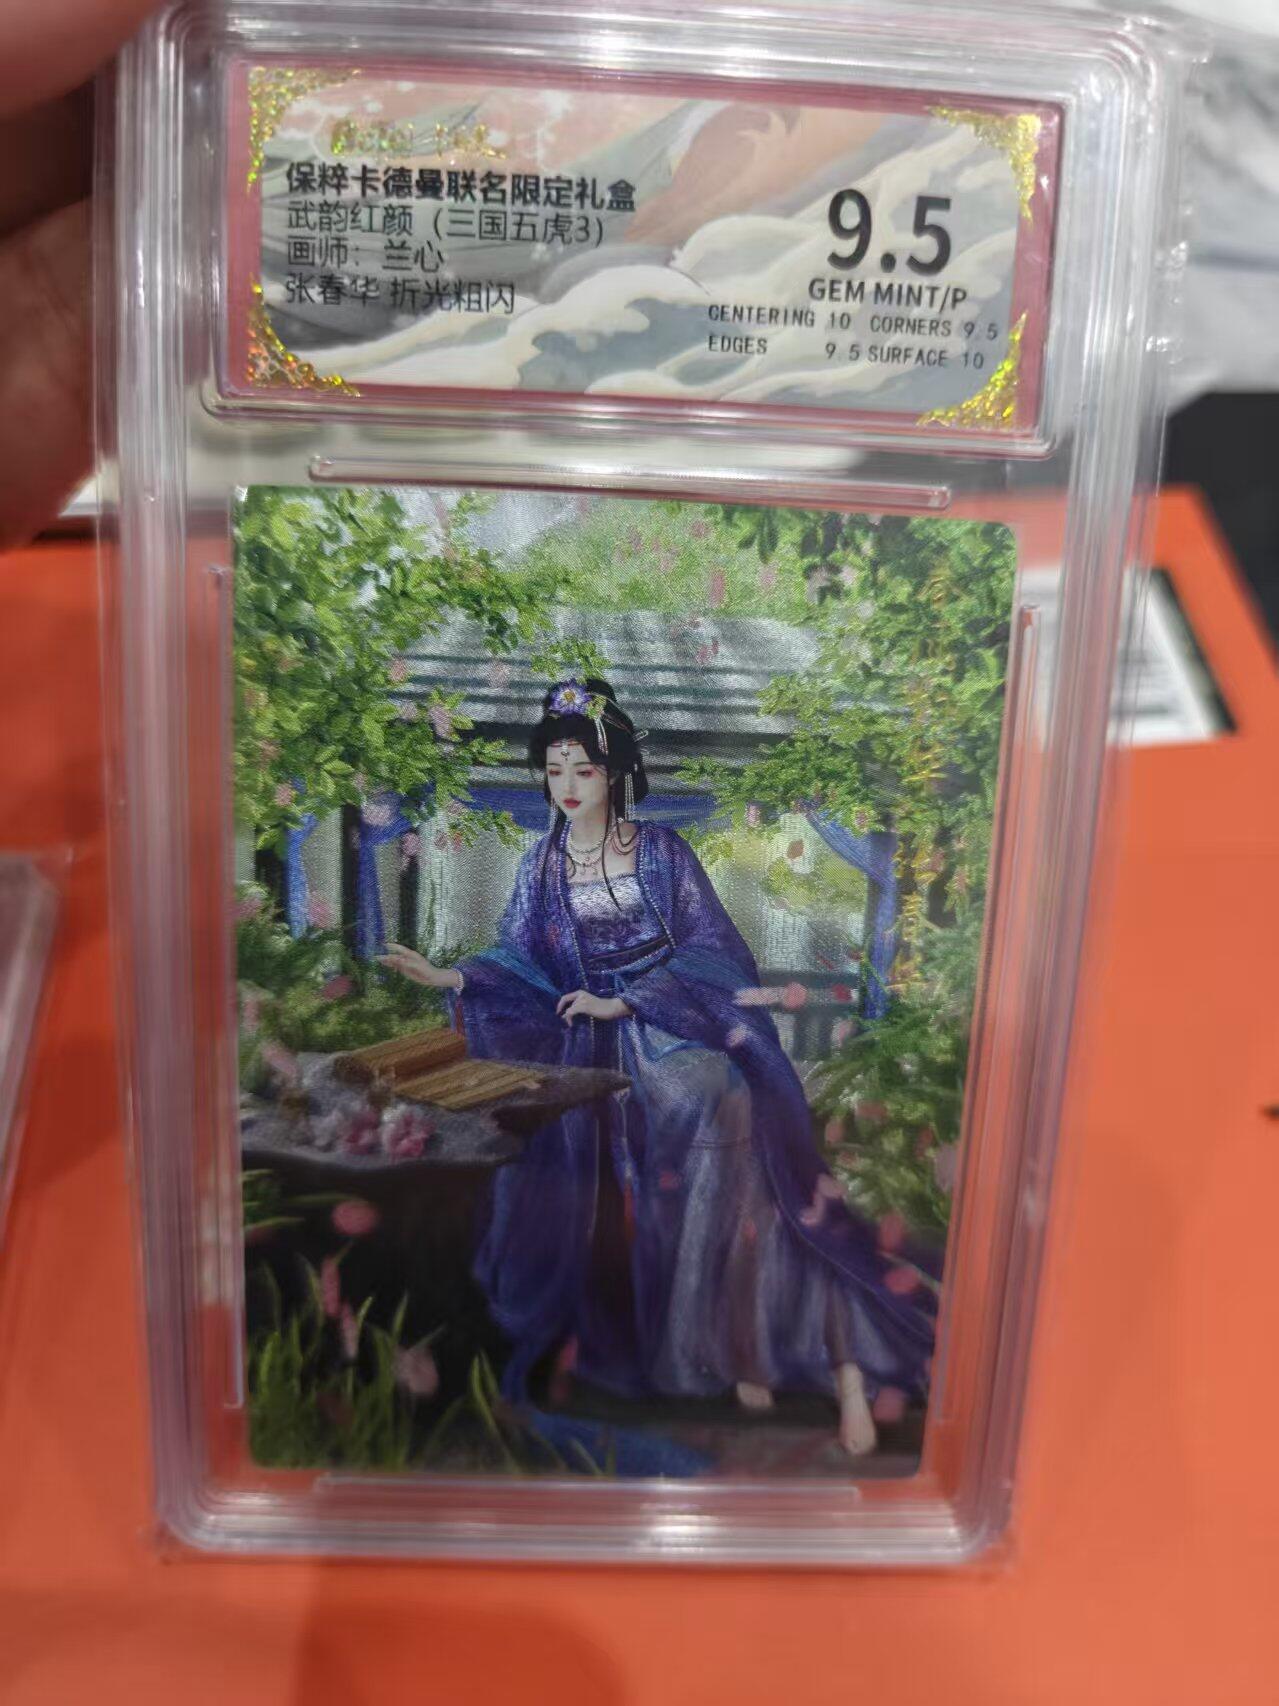 保粹卡德曼联名限定礼盒
武韵红颜（三国五虎3）
画师：兰心
张春华 折光粗闪
9.5
GEM MINT/P
CENTERING 10 CORNERS 9.5
EDGES 9.5 SURFACE 10